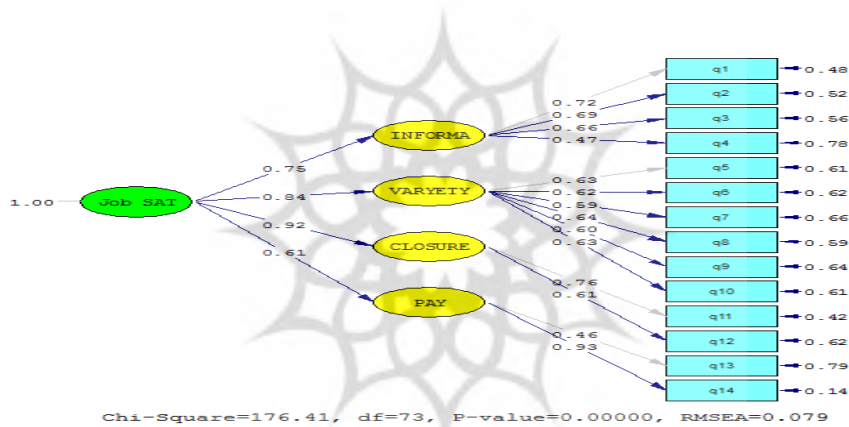 q1
0.48
q2
0.52
0.72
0.69
q3
0.56
0.66
INFORMA
0.47
q4
0.78
0.75
q5
0.61
0.63
VARYETY
0.62
q6
0.62
1.00
Job SAT
0.84
0.59
q7
0.66
0.64
0.92
0.60
q8
0.59
CLOSURE
0.63
0.61
q9
0.64
0.76
q10
0.61
0.61
PAY
q11
0.42
0.46
q12
0.62
0.93
q13
0.79
q14
0.14
Chi-Square=176.41, df=73, P-value=0.00000, RMSEA=0.079